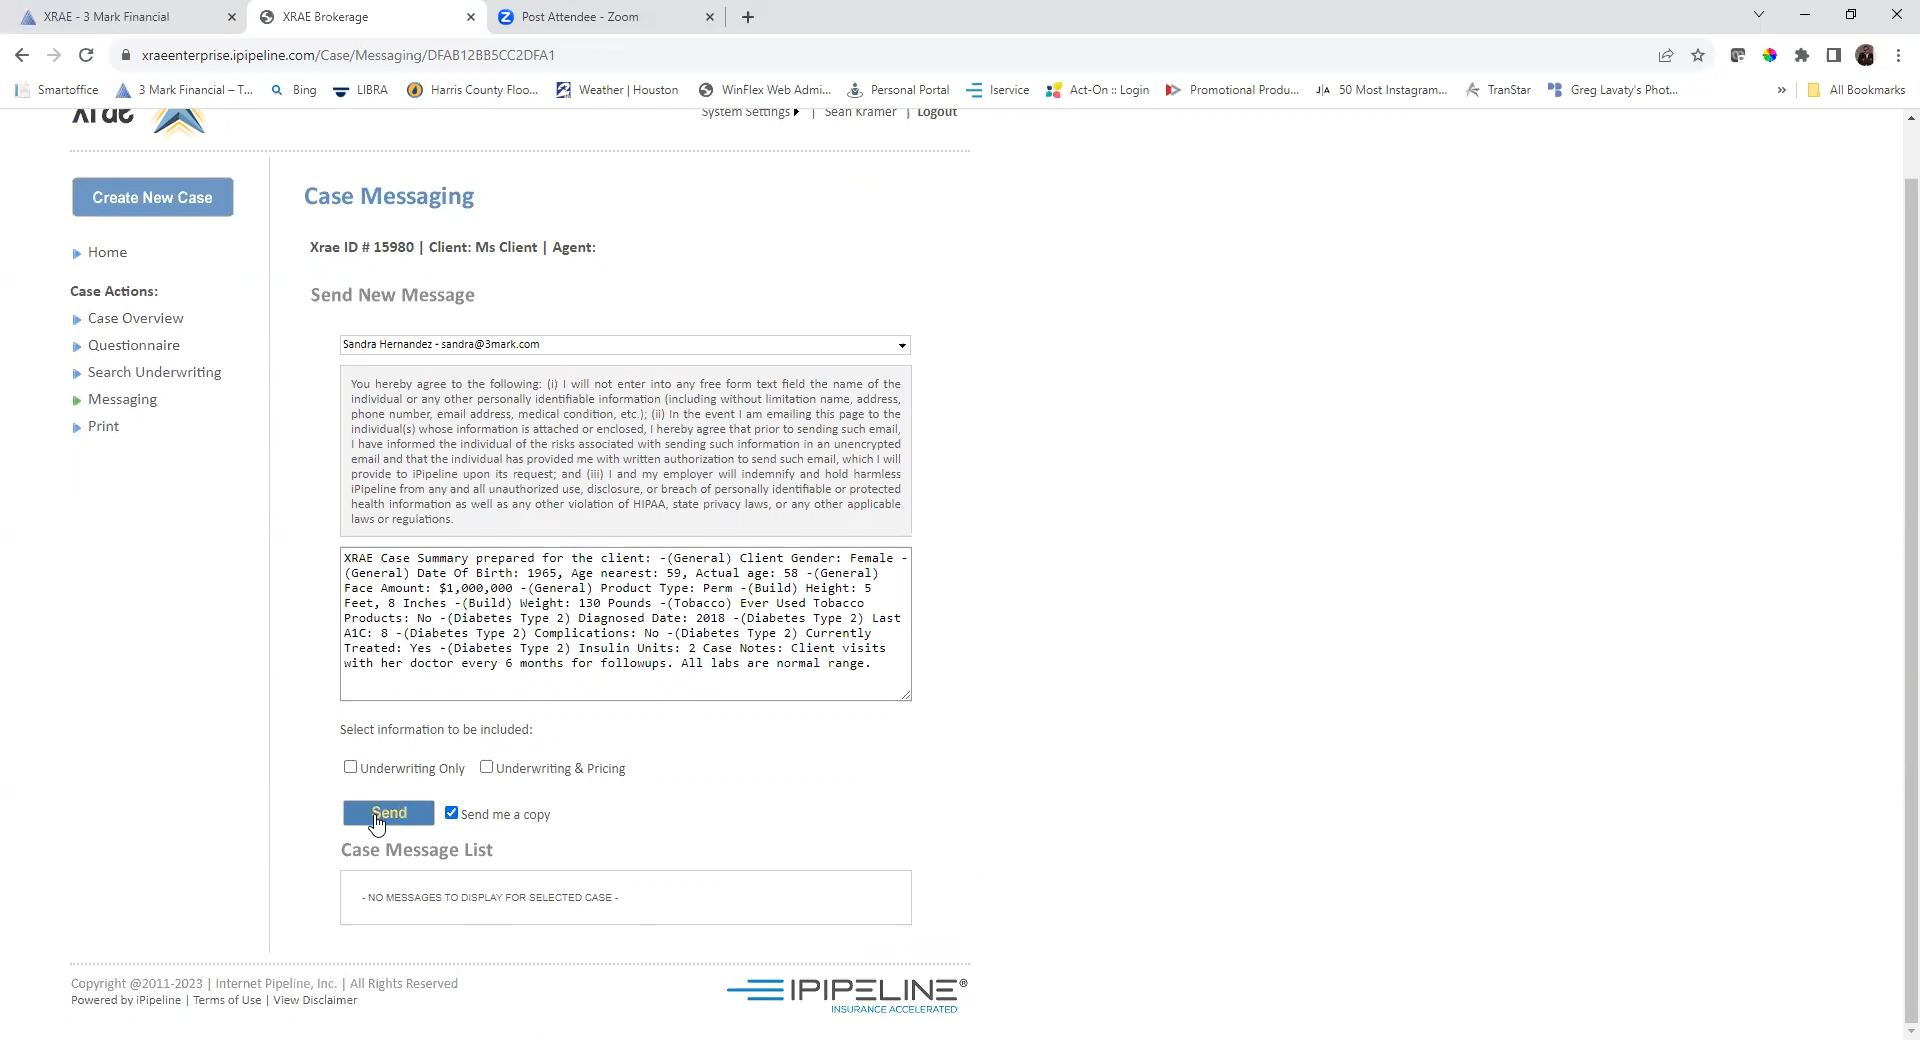 XRAE - 3 Mark Financial
XRAE Brokerage
Post Attendee - Zoom
xraeenterprise.ipipeline.com/Case/Messaging/DFAB12BB5CC2DFA1
Smartoffice
3 Mark Financial – T...
Bing
LIBRA
Harris County Floo...
Weather | Houston
WinFlex Web Admi...
Personal Portal
Iservice
Act-On :: Login
Promotional Produ...
50 Most Instagram...
TranStar
Greg Lavaty's Phot...
»
All Bookmarks
xrae
System Settings | Sean Kramer | Logout
Create New Case
Home
Case Actions:
Case Overview
Questionnaire
Search Underwriting
Messaging
Print
Case Messaging
Xrae ID # 15980 | Client: Ms Client | Agent:
Send New Message
Sandra Hernandez - sandra@3mark.com
You hereby agree to the following: (i) I will not enter into any free form text field the name of the
individual or any other personally identifiable information (including without limitation name, address,
phone number, email address, medical condition, etc.); (ii) In the event I am emailing this page to the
individual(s) whose information is attached or enclosed, I hereby agree that prior to sending such email,
I have informed the individual of the risks associated with sending such information in an unencrypted
email and that the individual has provided me with written authorization to send such email, which I will
provide to iPipeline upon its request; and (iii) I and my employer will indemnify and hold harmless
iPipeline from any and all unauthorized use, disclosure, or breach of personally identifiable or protected
health information as well as any other violation of HIPAA, state privacy laws, or any other applicable
laws or regulations.
XRAE Case Summary prepared for the client: -(General) Client Gender: Female -
(General) Date Of Birth: 1965, Age nearest: 59, Actual age: 58 -(General)
Face Amount: $1,000,000 -(General) Product Type: Perm -(Build) Height: 5
Feet, 8 Inches -(Build) Weight: 130 Pounds -(Tobacco) Ever Used Tobacco
Products: No -(Diabetes Type 2) Diagnosed Date: 2018 -(Diabetes Type 2) Last
A1C: 8 -(Diabetes Type 2) Complications: No -(Diabetes Type 2) Currently
Treated: Yes -(Diabetes Type 2) Insulin Units: 2 Case Notes: Client visits
with her doctor every 6 months for followups. All labs are normal range.
Select information to be included:
Underwriting Only
Underwriting & Pricing
Send
Send me a copy
Case Message List
- NO MESSAGES TO DISPLAY FOR SELECTED CASE -
Copyright @2011-2023 | Internet Pipeline, Inc. | All Rights Reserved
Powered by iPipeline | Terms of Use | View Disclaimer
IPIPELINE®
INSURANCE ACCELERATED